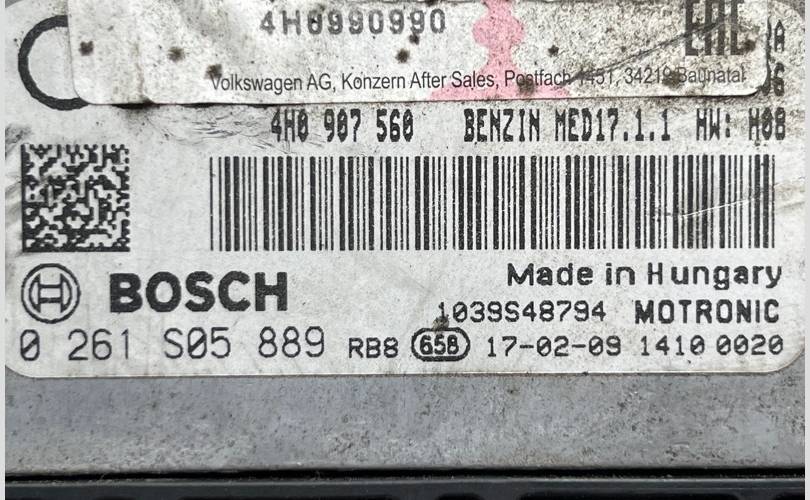 4H0990990
EAC
Volkswagen AG, Konzern After Sales, Postfach 1451, 34219 Baunatal
4H0 907 560 BENZIN MED17.1.1 HW: H08
BOSCH
Made in Hungary
1039S48794 MOTRONIC
0 261 S05 889 RB8 658 17-02-09 1410 0020